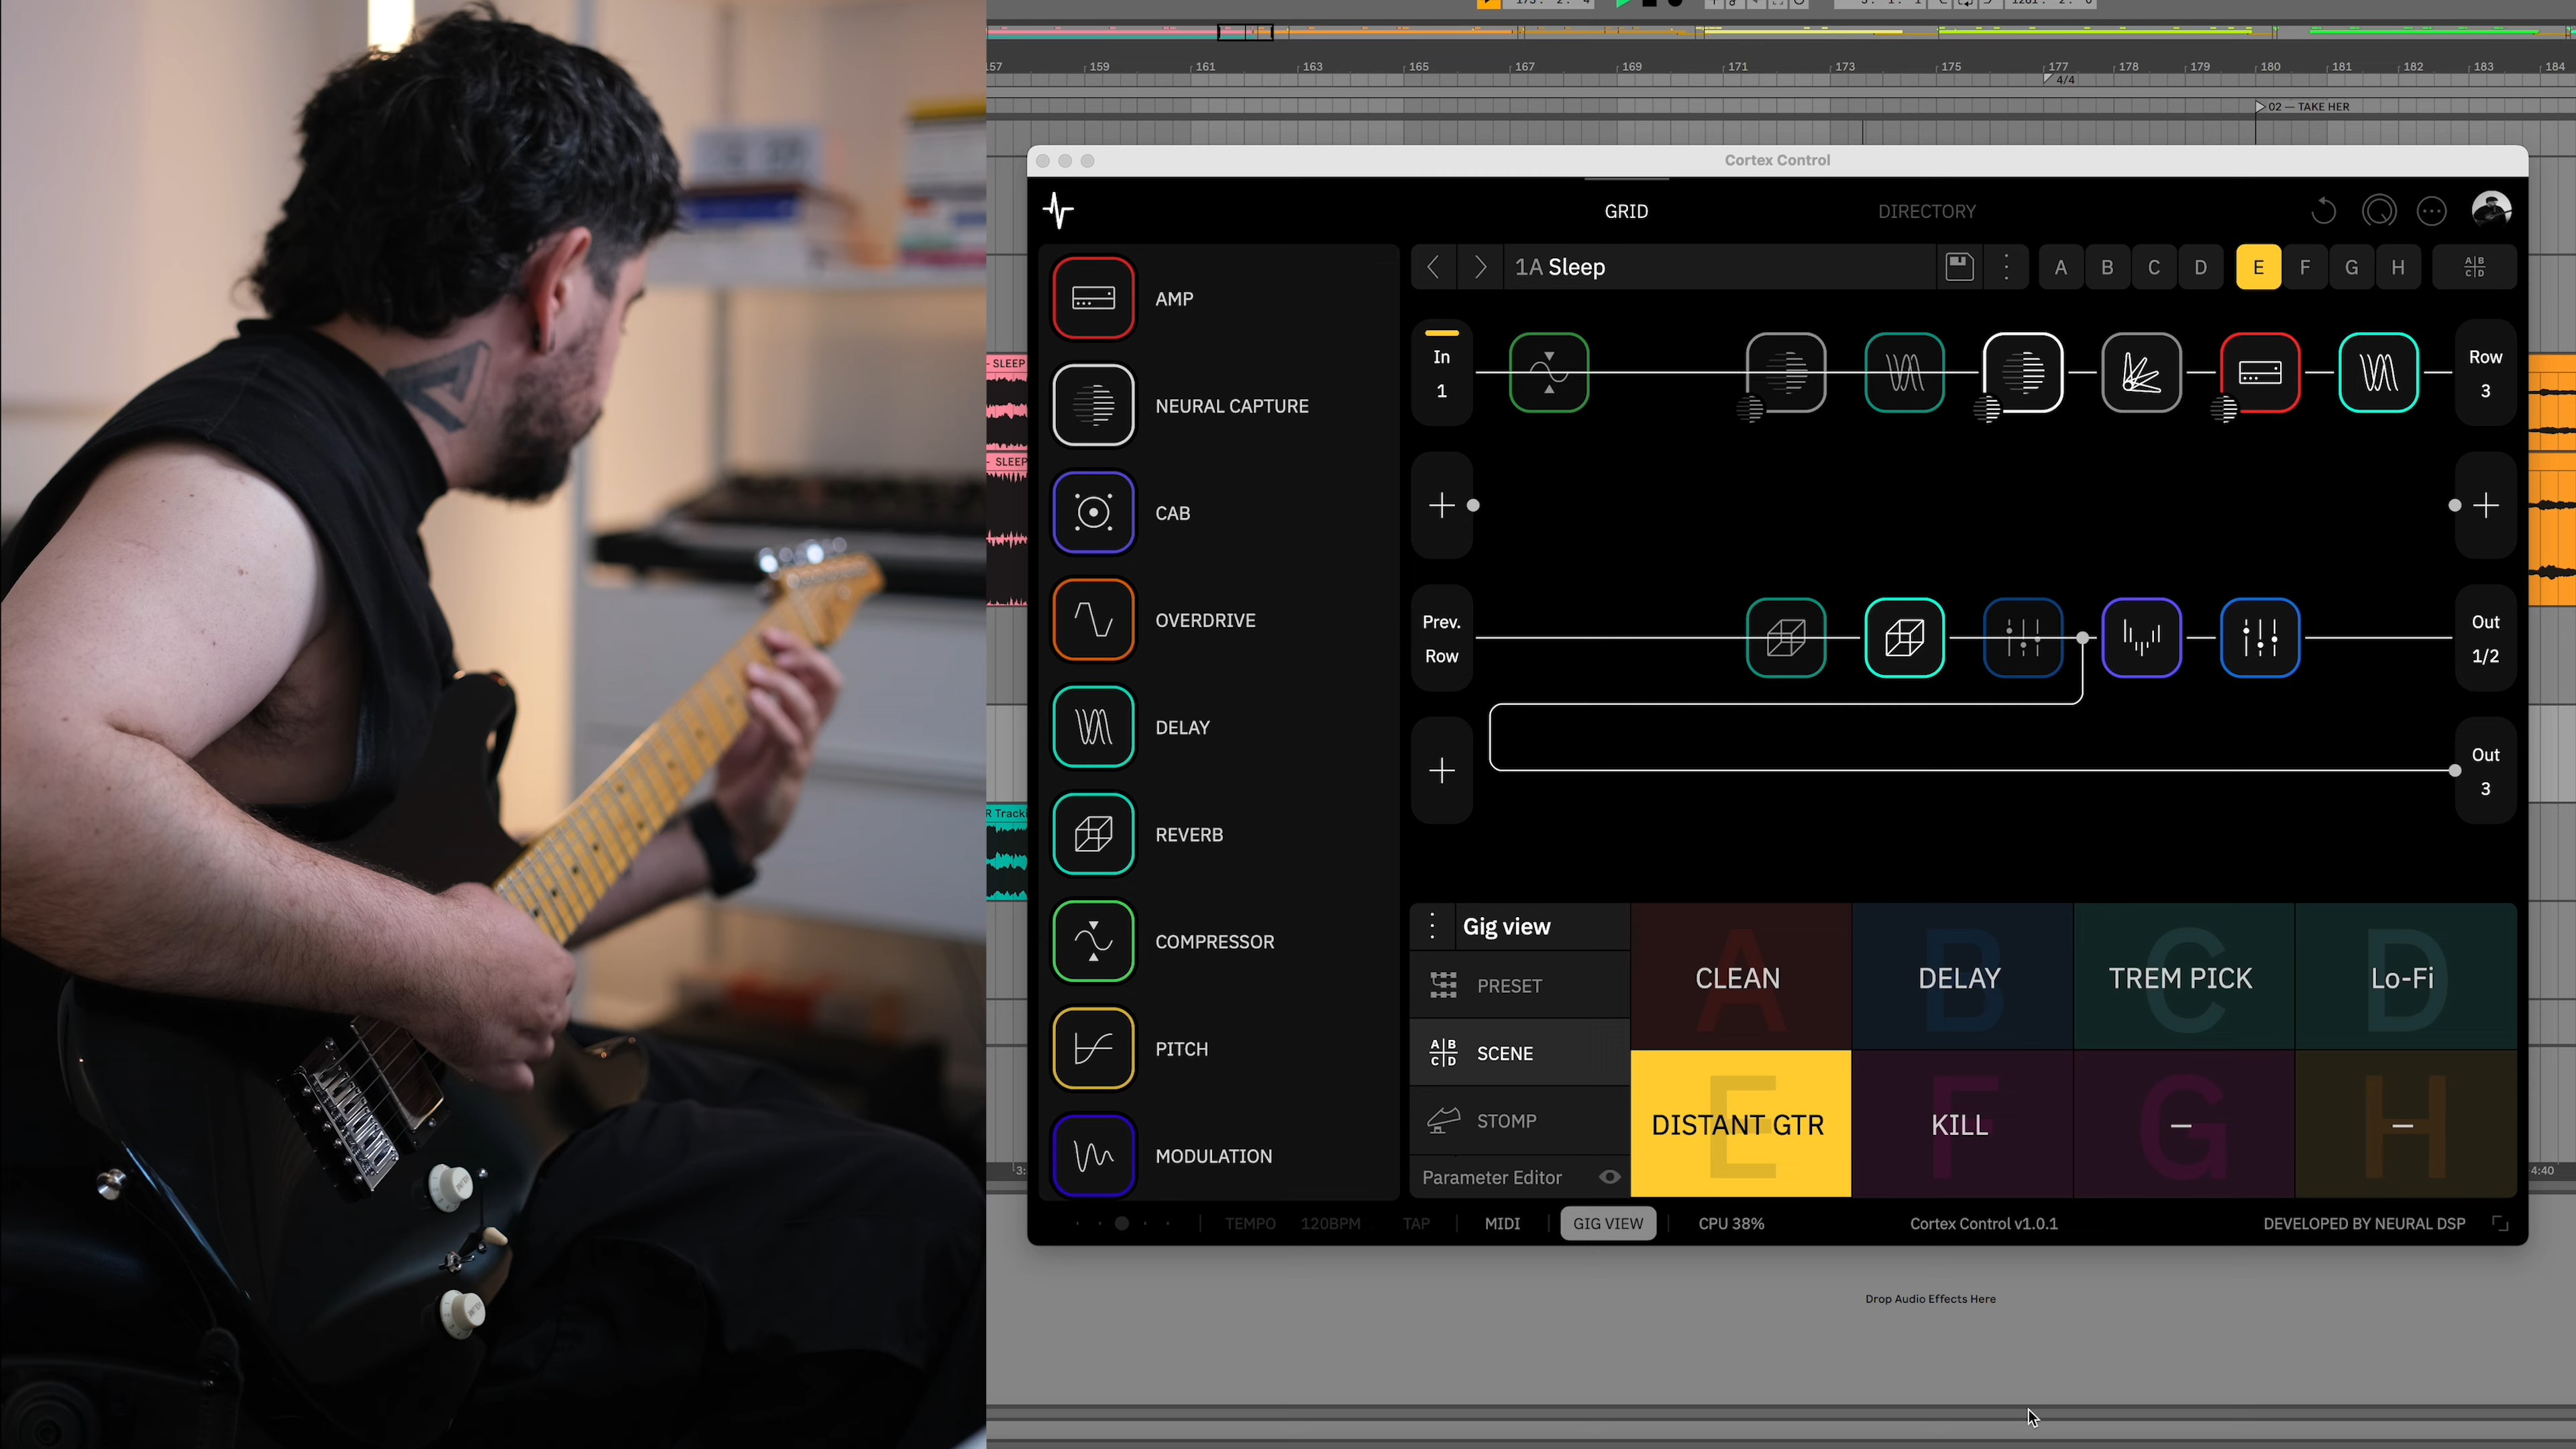 157 159 161 163 165 167 169 171 173 175 177 178 179 180 181 182 183 184
4/4
02 — TAKE HER
Cortex Control
GRID DIRECTORY
1A Sleep
A B C D E F G H
A B
C D
AMP
NEURAL CAPTURE
CAB
OVERDRIVE
DELAY
REVERB
COMPRESSOR
PITCH
MODULATION
In
1
Row
3
Prev.
Row
Out
1/2
Out
3
SLEEP
SLEEP
Gig view
PRESET
A B
C D
SCENE
STOMP
Parameter Editor
A CLEAN
B DELAY
C TREM PICK
D Lo-Fi
E DISTANT GTR
F KILL
G –
H –
3:
4:40
TEMPO 120BPM TAP MIDI GIG VIEW CPU 38% Cortex Control v1.0.1 DEVELOPED BY NEURAL DSP
Drop Audio Effects Here